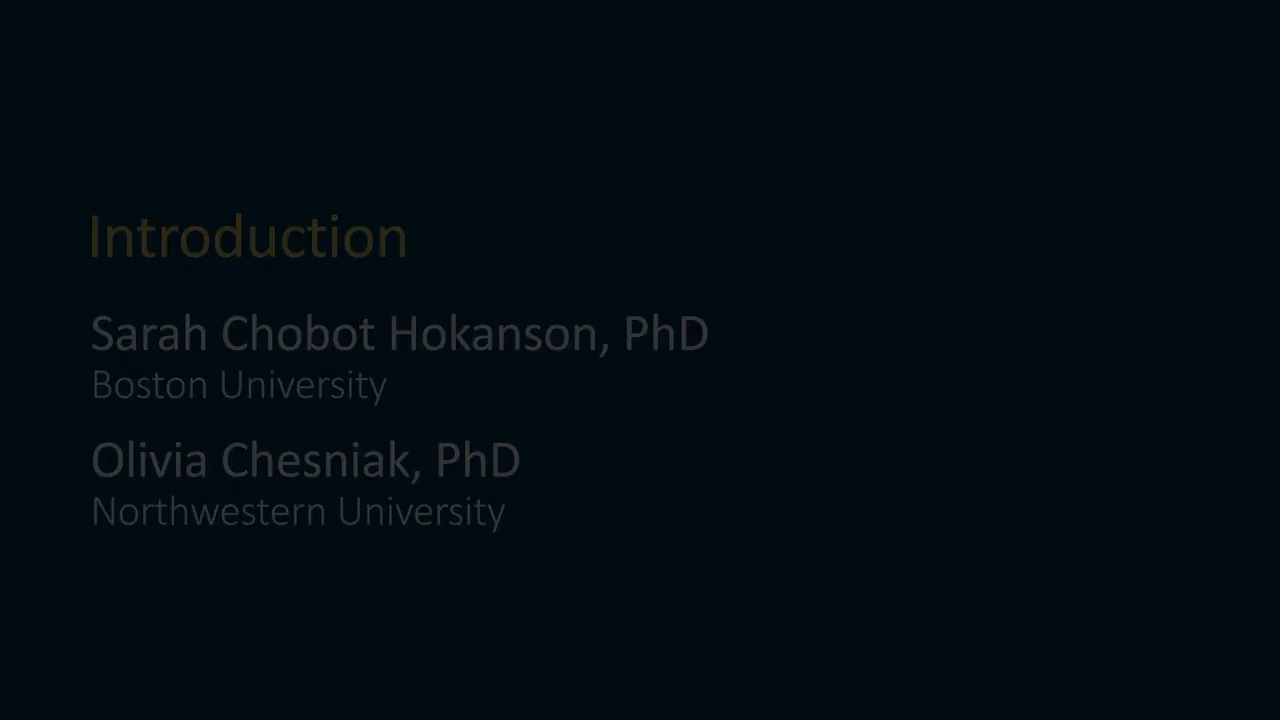 Introduction
Sarah Chobot Hokanson, PhD
Boston University
Olivia Chesniak, PhD
Northwestern University